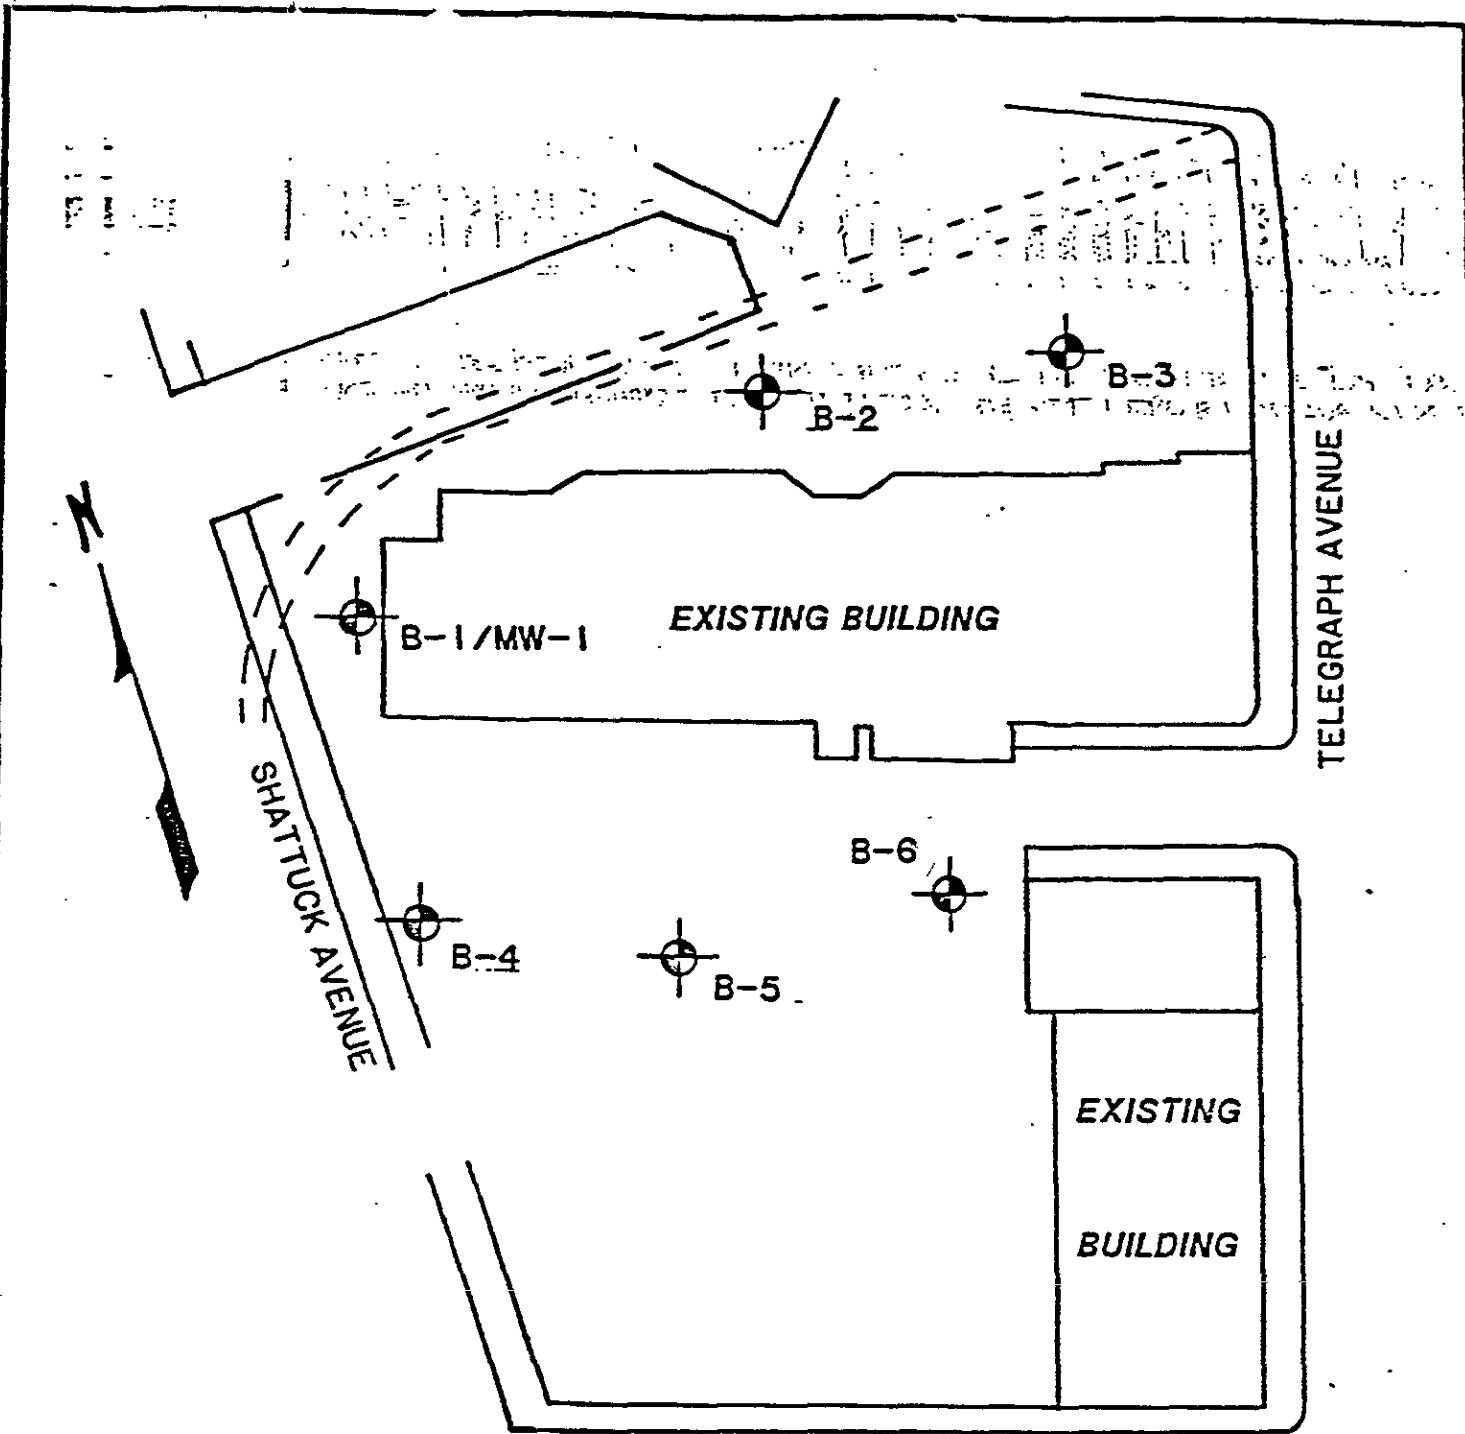 B-3
B-2
TELEGRAPH AVENUE
N
B-1/MW-1
EXISTING BUILDING
SHATTUCK AVENUE
B-6
B-4
B-5
EXISTING
BUILDING